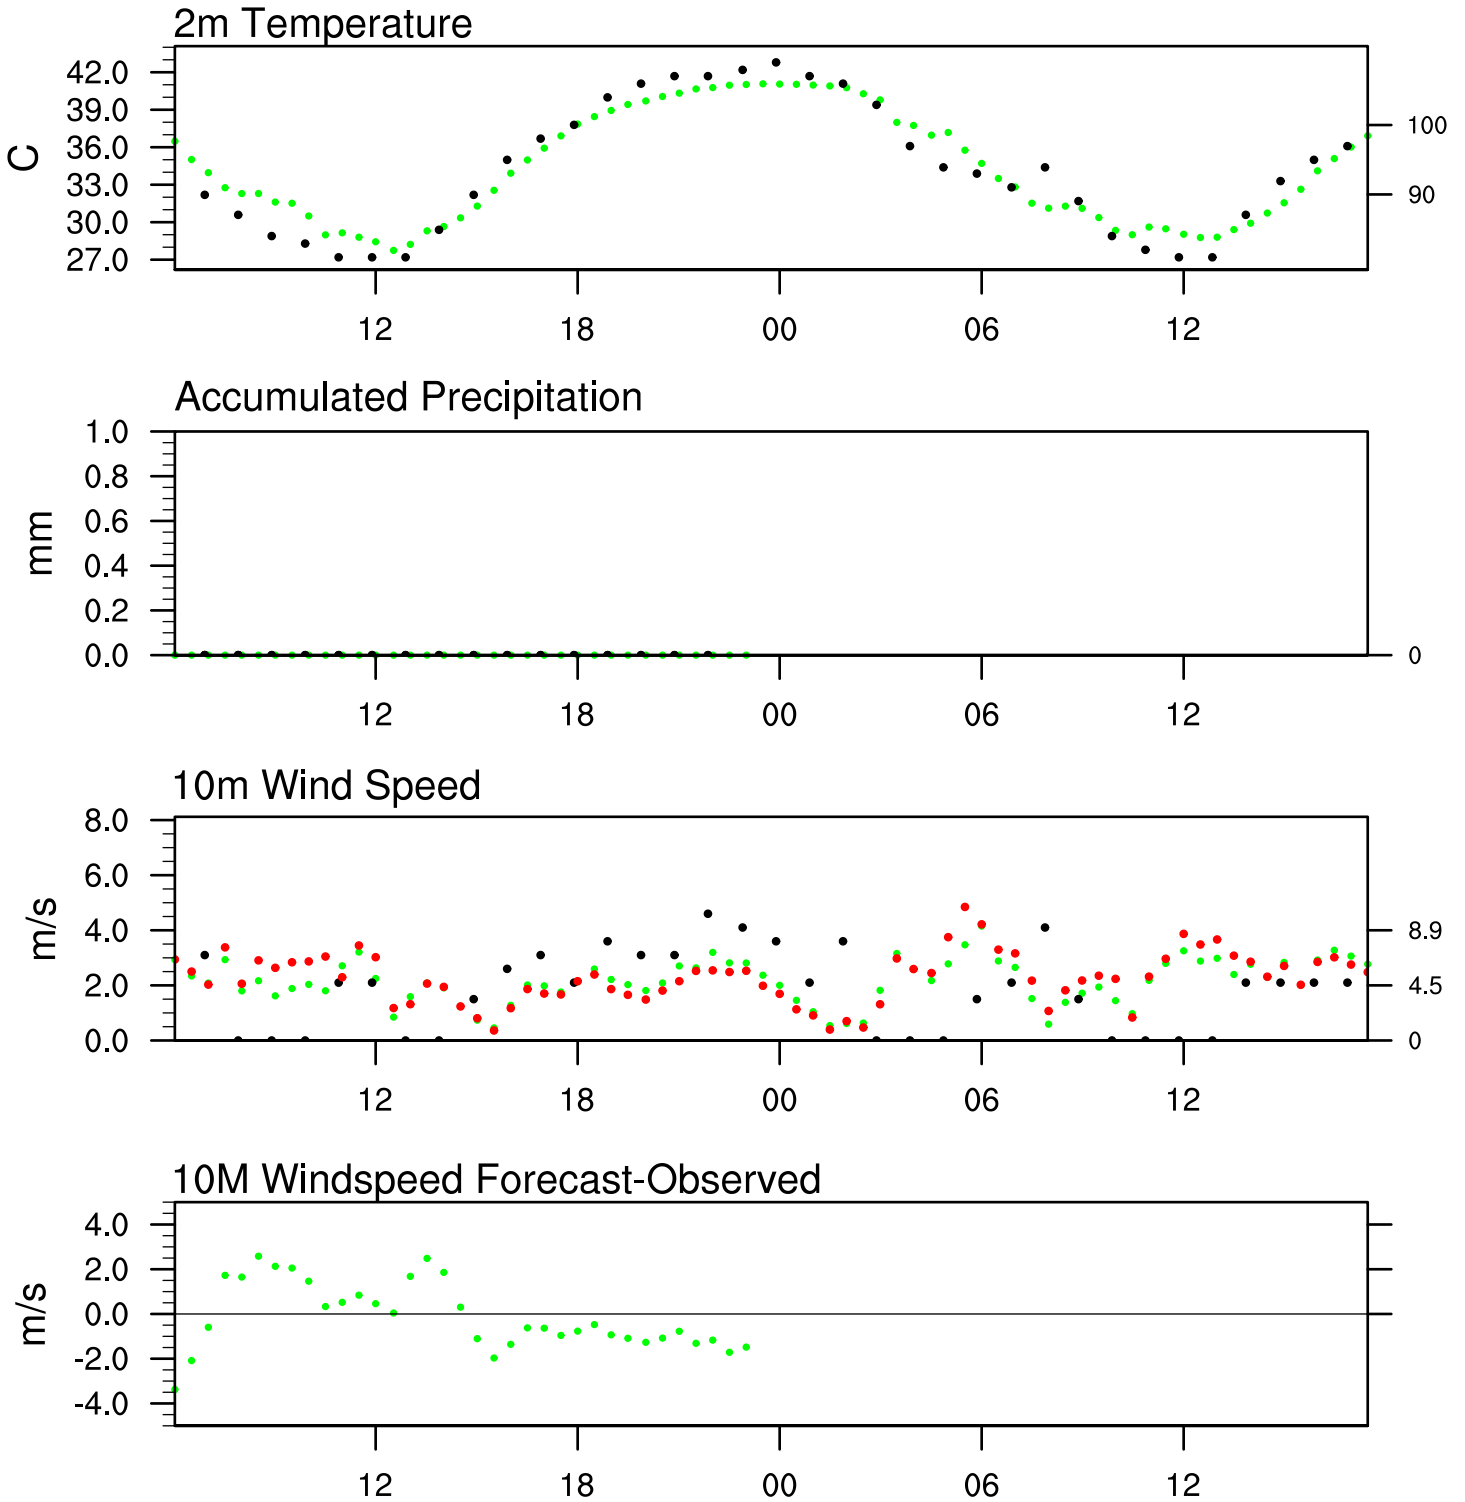 2m Temperature
42.0
39.0
36.0
33.0
30.0
27.0
C
100
90
12 18 00 06 12
Accumulated Precipitation
1.0
0.8
0.6
0.4
0.2
0.0
mm
0
12 18 00 06 12
10m Wind Speed
8.0
6.0
4.0
2.0
0.0
m/s
8.9
4.5
0
12 18 00 06 12
10M Windspeed Forecast-Observed
4.0
2.0
0.0
-2.0
-4.0
m/s
12 18 00 06 12